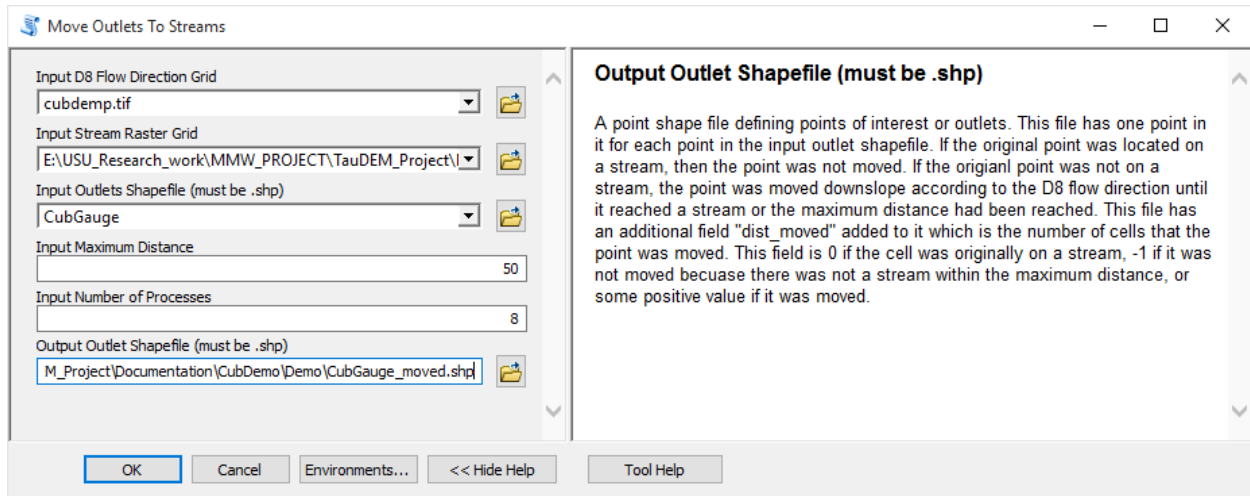 Move Outlets To Streams
Input D8 Flow Direction Grid
cubdemp.tif
Input Stream Raster Grid
E:\USU_Research_work\MMW_PROJECT\TauDEM_Project\
Input Outlets Shapefile (must be .shp)
CubGauge
Input Maximum Distance
50
Input Number of Processes
8
Output Outlet Shapefile (must be .shp)
M_Project\Documentation\CubDemo\Demo\CubGauge_moved.shp
OK
Cancel
Environments...
<< Hide Help
Output Outlet Shapefile (must be .shp)
A point shape file defining points of interest or outlets. This file has one point in
it for each point in the input outlet shapefile. If the original point was located on
a stream, then the point was not moved. If the origianl point was not on a
stream, the point was moved downslope according to the D8 flow direction until
it reached a stream or the maximum distance had been reached. This file has
an additional field "dist_moved" added to it which is the number of cells that the
point was moved. This field is 0 if the cell was originally on a stream, -1 if it was
not moved becuase there was not a stream within the maximum distance, or
some positive value if it was moved.
Tool Help